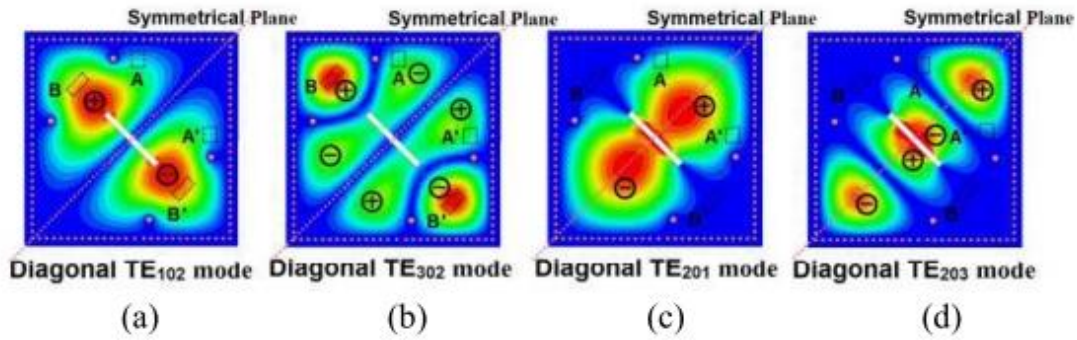 Symmetrical Plane Symmetrical Plane Symmetrical Plane Symmetrical Plane
B A A' B'
+ −
B A A' B'
+ − + − + −
B A A' B
+ −
A A
+ − + −
Diagonal TE102 mode Diagonal TE302 mode Diagonal TE201 mode Diagonal TE203 mode
(a) (b) (c) (d)